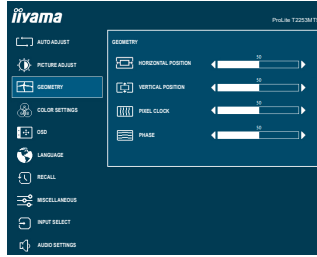 iiyama
ProLite T2253MT
AUTO ADJUST
GEOMETRY
PICTURE ADJUST
HORIZONTAL POSITION
50
GEOMETRY
VERTICAL POSITION
50
COLOR SETTINGS
PIXEL CLOCK
50
OSD
PHASE
50
LANGUAGE
RECALL
MISCELLANEOUS
INPUT SELECT
AUDIO SETTINGS